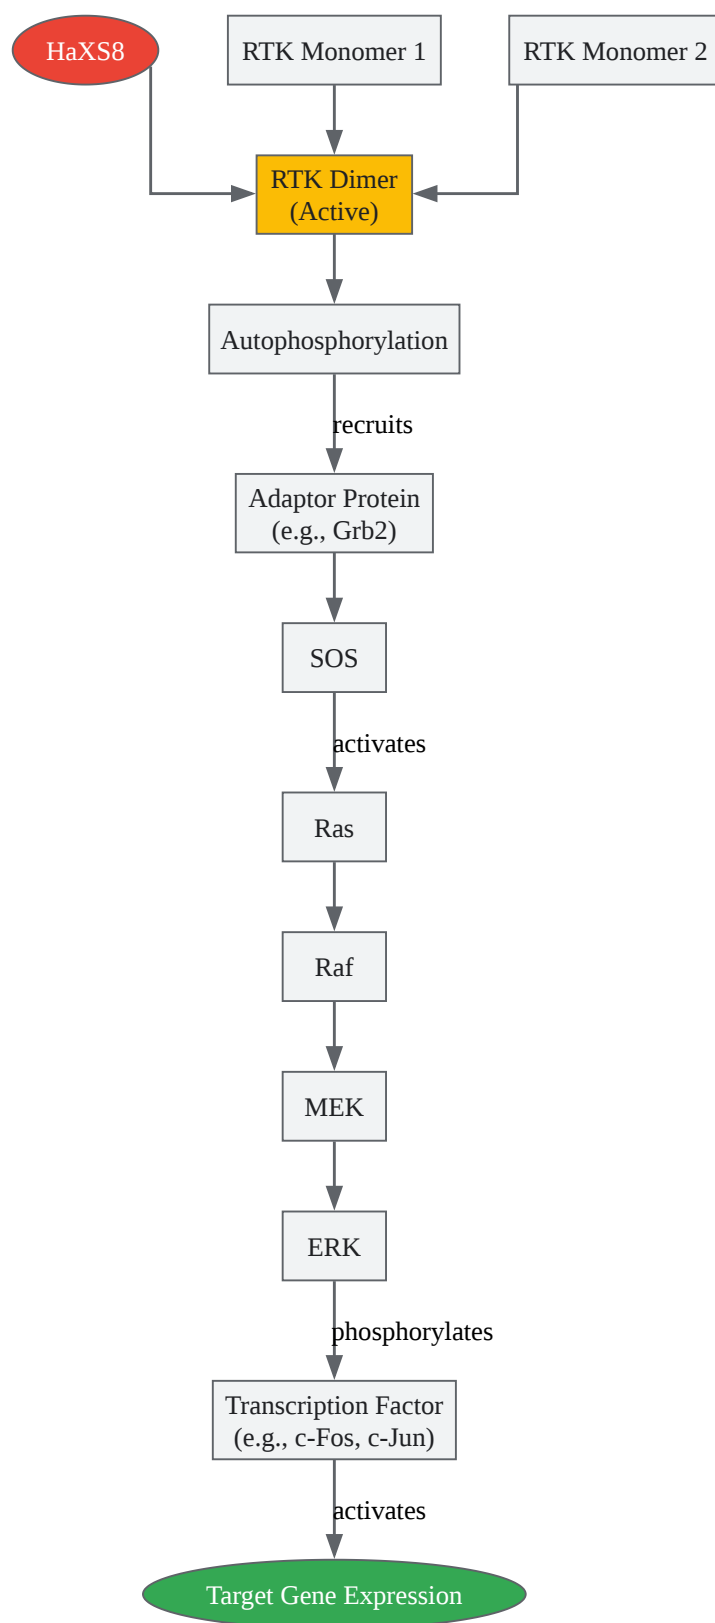 HaXS8
RTK Monomer 1
RTK Monomer 2
RTK Dimer
(Active)
Autophosphorylation
recruits
Adaptor Protein
(e.g., Grb2)
SOS
activates
Ras
Raf
MEK
ERK
phosphorylates
Transcription Factor
(e.g., c-Fos, c-Jun)
activates
Target Gene Expression